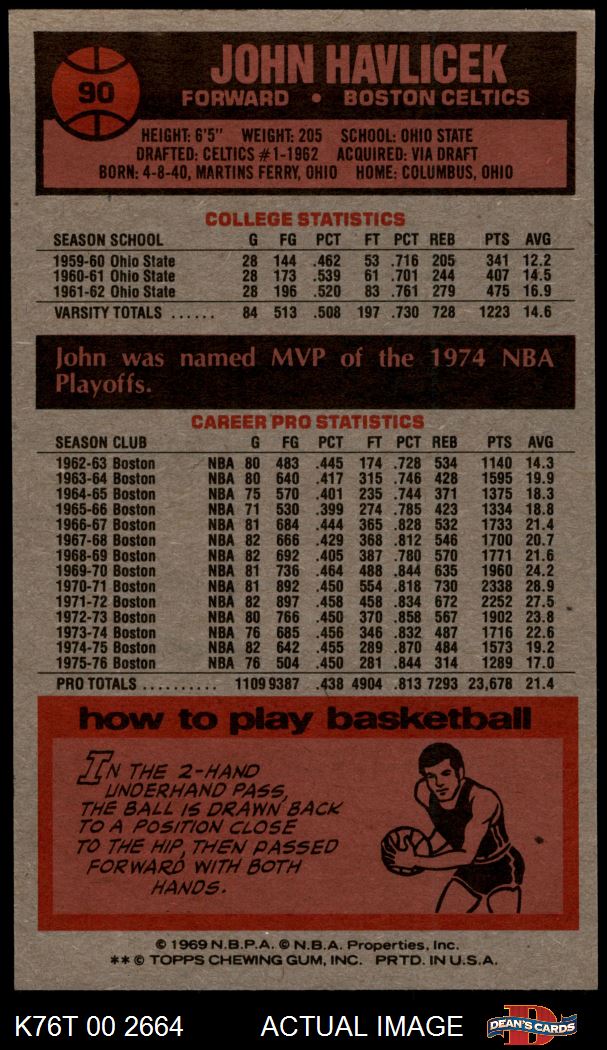 90
JOHN HAVLICEK
FORWARD • BOSTON CELTICS
HEIGHT: 6'5" WEIGHT: 205 SCHOOL: OHIO STATE
DRAFTED: CELTICS #1-1962 ACQUIRED: VIA DRAFT
BORN: 4-8-40, MARTINS FERRY, OHIO HOME: COLUMBUS, OHIO
COLLEGE STATISTICS
SEASON SCHOOL G FG PCT FT PCT REB PTS AVG
1959-60 Ohio State 28 144 .462 53 .716 205 341 12.2
1960-61 Ohio State 28 173 .539 61 .701 244 407 14.5
1961-62 Ohio State 28 196 .520 83 .761 279 475 16.9
VARSITY TOTALS ...... 84 513 .508 197 .730 728 1223 14.6
John was named MVP of the 1974 NBA
Playoffs.
CAREER PRO STATISTICS
SEASON CLUB G FG PCT FT PCT REB PTS AVG
1962-63 Boston NBA 80 483 .445 174 .728 534 1140 14.3
1963-64 Boston NBA 80 640 .417 315 .746 428 1595 19.9
1964-65 Boston NBA 75 570 .401 235 .744 371 1375 18.3
1965-66 Boston NBA 71 530 .399 274 .785 423 1334 18.8
1966-67 Boston NBA 81 684 .444 365 .828 532 1733 21.4
1967-68 Boston NBA 82 666 .429 368 .812 546 1700 20.7
1968-69 Boston NBA 82 692 .405 387 .780 570 1771 21.6
1969-70 Boston NBA 81 736 .464 488 .844 635 1960 24.2
1970-71 Boston NBA 81 892 .450 554 .818 730 2338 28.9
1971-72 Boston NBA 82 897 .458 458 .834 672 2252 27.5
1972-73 Boston NBA 80 766 .450 370 .858 567 1902 23.8
1973-74 Boston NBA 76 685 .456 346 .832 487 1716 22.6
1974-75 Boston NBA 82 642 .455 289 .870 484 1573 19.2
1975-76 Boston NBA 76 504 .450 281 .844 314 1289 17.0
PRO TOTALS .......... 1109 9387 .438 4904 .813 7293 23,678 21.4
how to play basketball
IN THE 2-HAND
UNDERHAND PASS,
THE BALL IS DRAWN BACK
TO A POSITION CLOSE
TO THE HIP, THEN PASSED
FORWARD WITH BOTH
HANDS.
© 1969 N.B.P.A. © N.B.A. Properties, Inc.
** © TOPPS CHEWING GUM, INC. PRTD. IN U.S.A.
K76T 00 2664 ACTUAL IMAGE DEAN'S CARDS